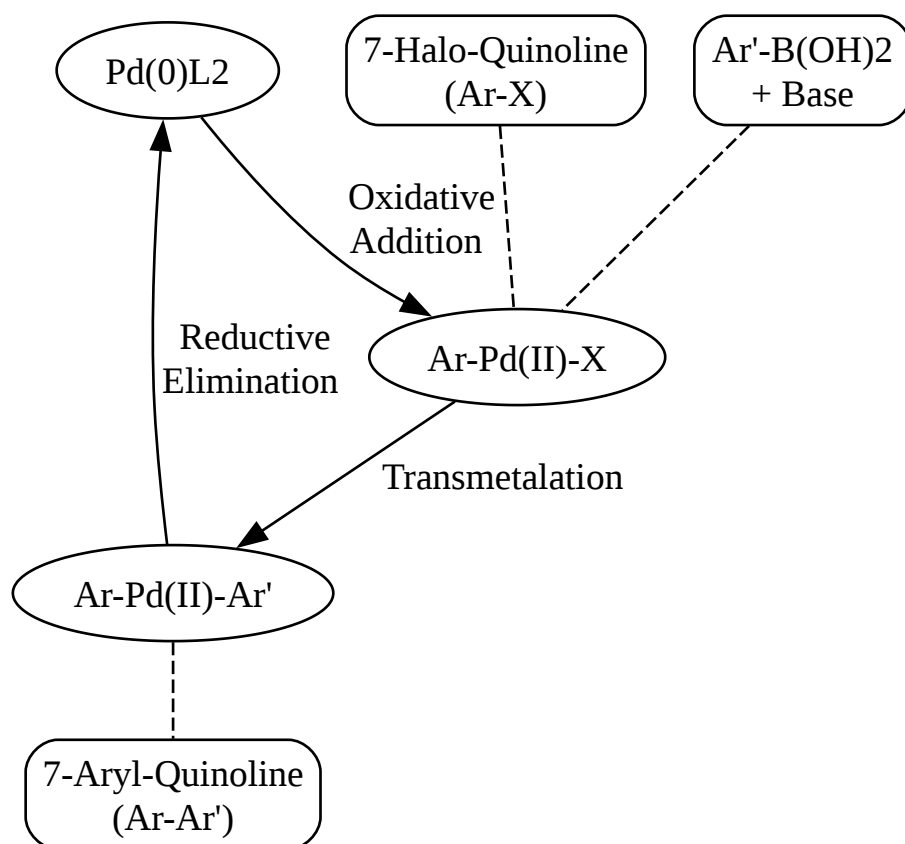 Pd(0)L2
7-Halo-Quinoline
(Ar-X)
Ar'-B(OH)2
+ Base
Oxidative
Addition
Reductive
Elimination
Ar-Pd(II)-X
Transmetalation
Ar-Pd(II)-Ar'
7-Aryl-Quinoline
(Ar-Ar')